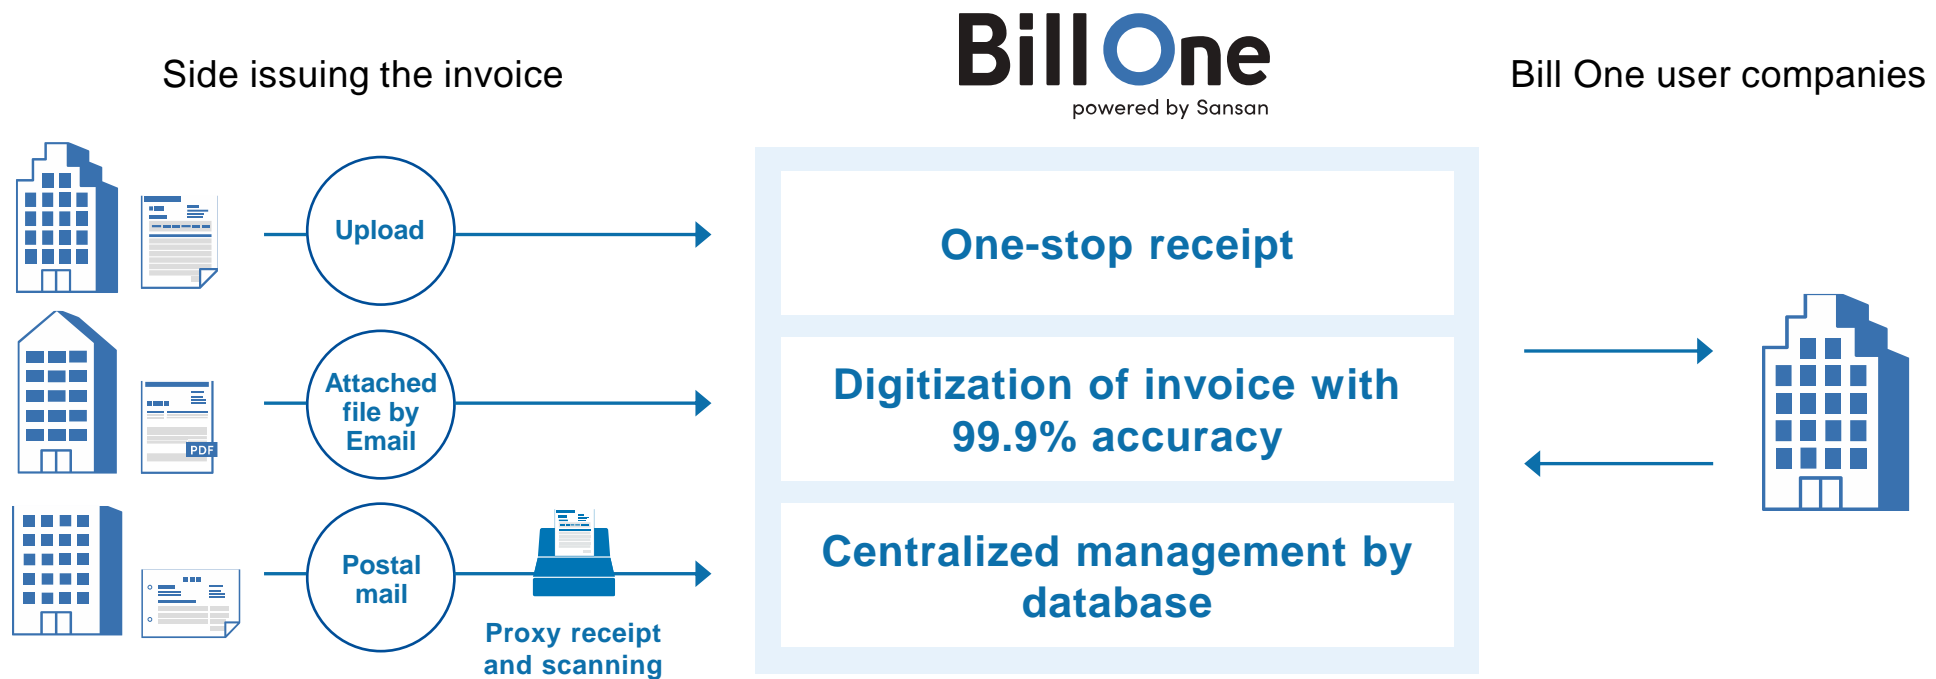 Side issuing the invoice
Bill One
powered by Sansan
Bill One user companies
Upload
One-stop receipt
Attached
file by
Email
PDF
Digitization of invoice with
99.9% accuracy
Postal
mail
Proxy receipt
and scanning
Centralized management by
database